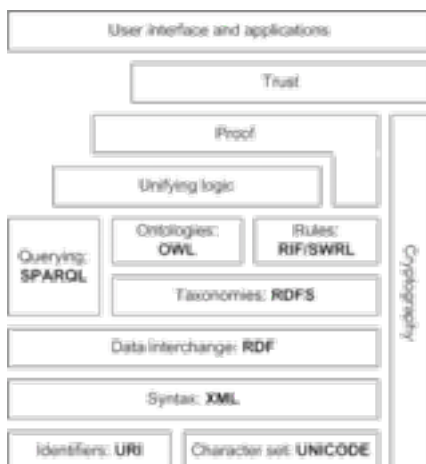 User interface and applications
Trust
Proof
Unifying logic
Ontologies:
OWL
Rules:
RIF/SWRL
Querying:
SPARQL
Taxonomies: RDFS
Cryptography
Data interchange: RDF
Syntax: XML
Identifiers: URI
Character set: UNICODE